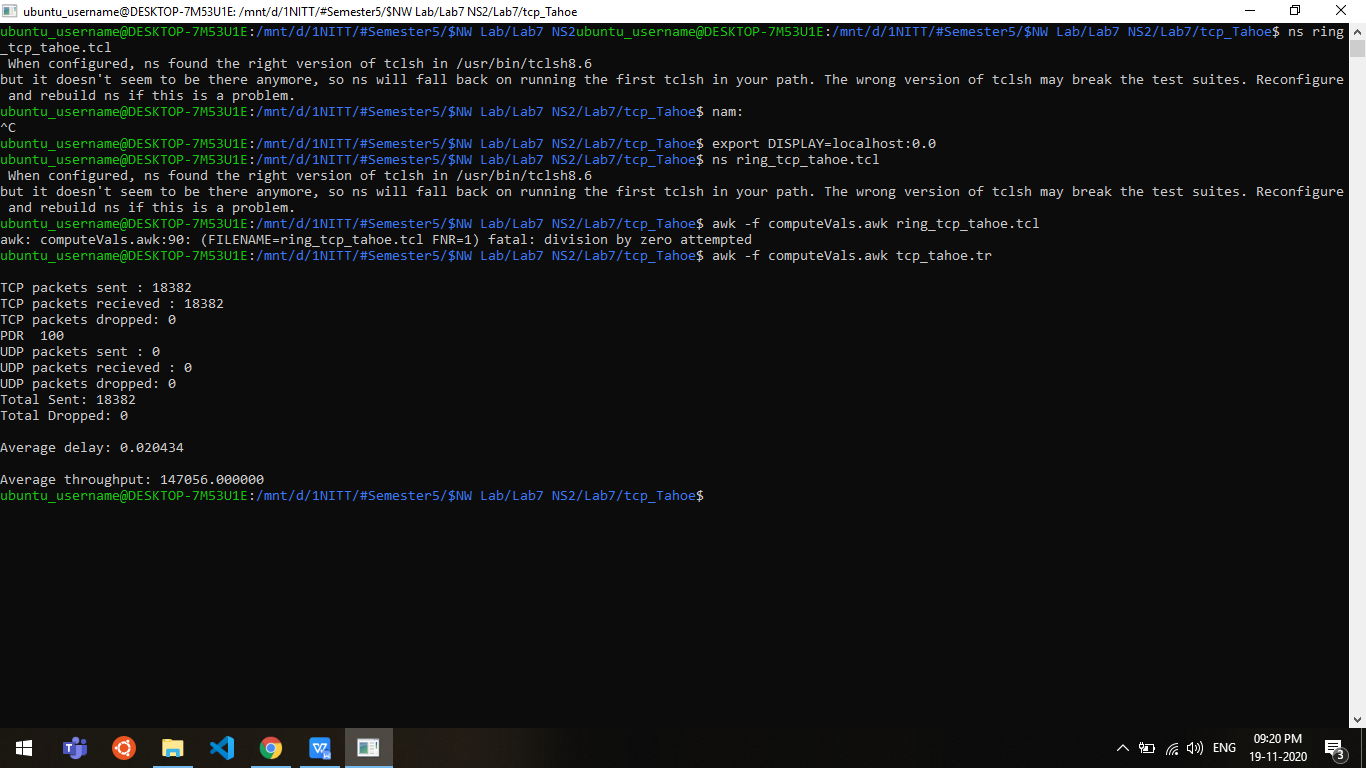 ubuntu_username@DESKTOP-7M53U1E: /mnt/d/1NITT/#Semester5/$NW Lab/Lab7 NS2/Lab7/tcp_Tahoe
ubuntu_username@DESKTOP-7M53U1E:/mnt/d/1NITT/#Semester5/$NW Lab/Lab7 NS2ubuntu_username@DESKTOP-7M53U1E:/mnt/d/1NITT/#Semester5/$NW Lab/Lab7 NS2/Lab7/tcp_Tahoe$ ns ring
_tcp_tahoe.tcl
 When configured, ns found the right version of tclsh in /usr/bin/tclsh8.6
but it doesn't seem to be there anymore, so ns will fall back on running the first tclsh in your path. The wrong version of tclsh may break the test suites. Reconfigure
 and rebuild ns if this is a problem.
ubuntu_username@DESKTOP-7M53U1E:/mnt/d/1NITT/#Semester5/$NW Lab/Lab7 NS2/Lab7/tcp_Tahoe$ nam:
^C
ubuntu_username@DESKTOP-7M53U1E:/mnt/d/1NITT/#Semester5/$NW Lab/Lab7 NS2/Lab7/tcp_Tahoe$ export DISPLAY=localhost:0.0
ubuntu_username@DESKTOP-7M53U1E:/mnt/d/1NITT/#Semester5/$NW Lab/Lab7 NS2/Lab7/tcp_Tahoe$ ns ring_tcp_tahoe.tcl
 When configured, ns found the right version of tclsh in /usr/bin/tclsh8.6
but it doesn't seem to be there anymore, so ns will fall back on running the first tclsh in your path. The wrong version of tclsh may break the test suites. Reconfigure
 and rebuild ns if this is a problem.
ubuntu_username@DESKTOP-7M53U1E:/mnt/d/1NITT/#Semester5/$NW Lab/Lab7 NS2/Lab7/tcp_Tahoe$ awk -f computeVals.awk ring_tcp_tahoe.tcl
awk: computeVals.awk:90: (FILENAME=ring_tcp_tahoe.tcl FNR=1) fatal: division by zero attempted
ubuntu_username@DESKTOP-7M53U1E:/mnt/d/1NITT/#Semester5/$NW Lab/Lab7 NS2/Lab7/tcp_Tahoe$ awk -f computeVals.awk tcp_tahoe.tr
TCP packets sent : 18382
TCP packets recieved : 18382
TCP packets dropped: 0
PDR  100
UDP packets sent : 0
UDP packets recieved : 0
UDP packets dropped: 0
Total Sent: 18382
Total Dropped: 0
Average delay: 0.020434
Average throughput: 147056.000000
ubuntu_username@DESKTOP-7M53U1E:/mnt/d/1NITT/#Semester5/$NW Lab/Lab7 NS2/Lab7/tcp_Tahoe$
ENG
09:20 PM
19-11-2020
3